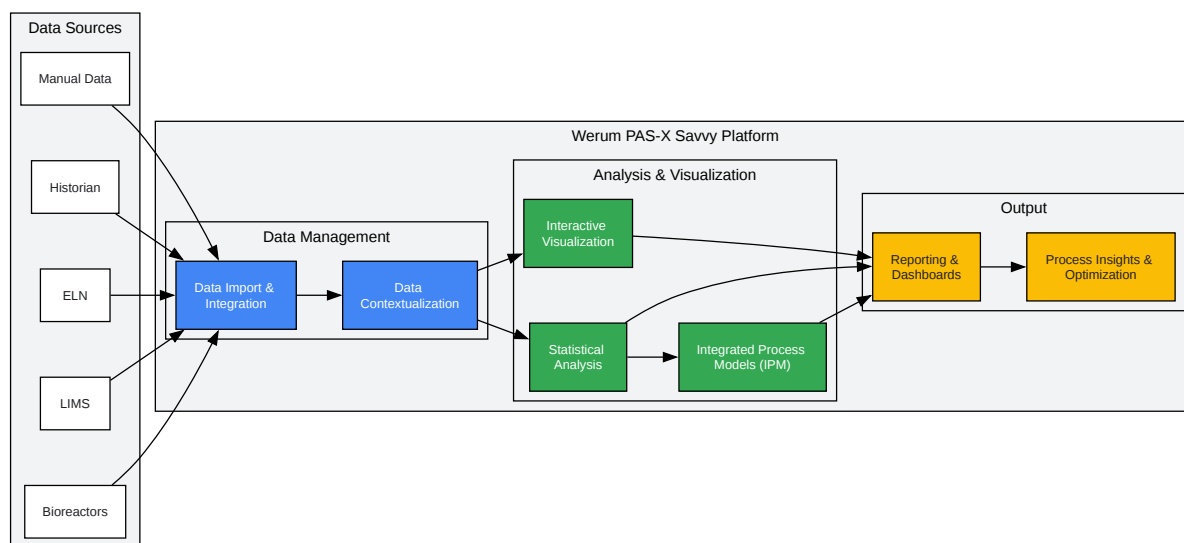 Data Sources
Manual Data
Historian
ELN
LIMS
Bioreactors
Werum PAS-X Savvy Platform
Data Management
Data Import &
Integration
Data
Contextualization
Analysis & Visualization
Interactive
Visualization
Statistical
Analysis
Integrated Process
Models (IPM)
Output
Reporting &
Dashboards
Process Insights &
Optimization